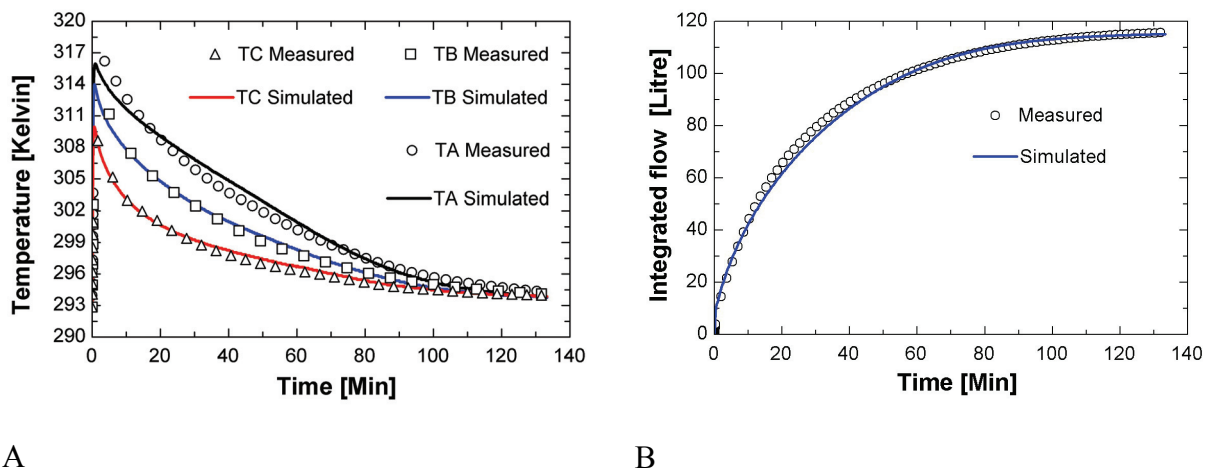 320
317
314
311
308
305
302
299
296
293
290
Temperature [Kelvin]
TC Measured
TB Measured
TC Simulated
TB Simulated
TA Measured
TA Simulated
0 20 40 60 80 100 120 140
Time [Min]
A
120
100
80
60
40
20
0
Integrated flow [Litre]
Measured
Simulated
0 20 40 60 80 100 120 140
Time [Min]
B